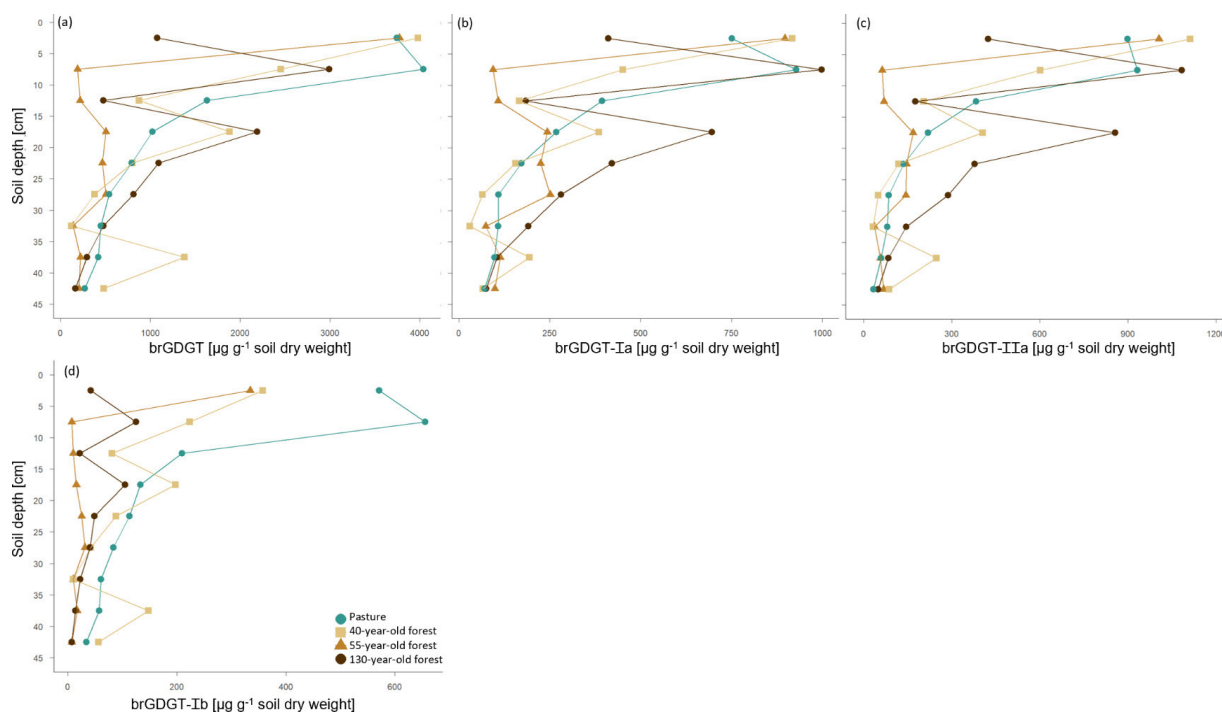 (a)
(b)
(c)
0
5
10
15
20
25
30
35
40
45
Soil depth [cm]
0 1000 2000 3000 4000
0 250 500 750 1000
0 300 600 900 1200
brGDGT [µg g⁻¹ soil dry weight]
brGDGT-Ia [µg g⁻¹ soil dry weight]
brGDGT-IIa [µg g⁻¹ soil dry weight]
(d)
0
5
10
15
20
25
30
35
40
45
Soil depth [cm]
Pasture
40-year-old forest
55-year-old forest
130-year-old forest
0 200 400 600
brGDGT-Ib [µg g⁻¹ soil dry weight]